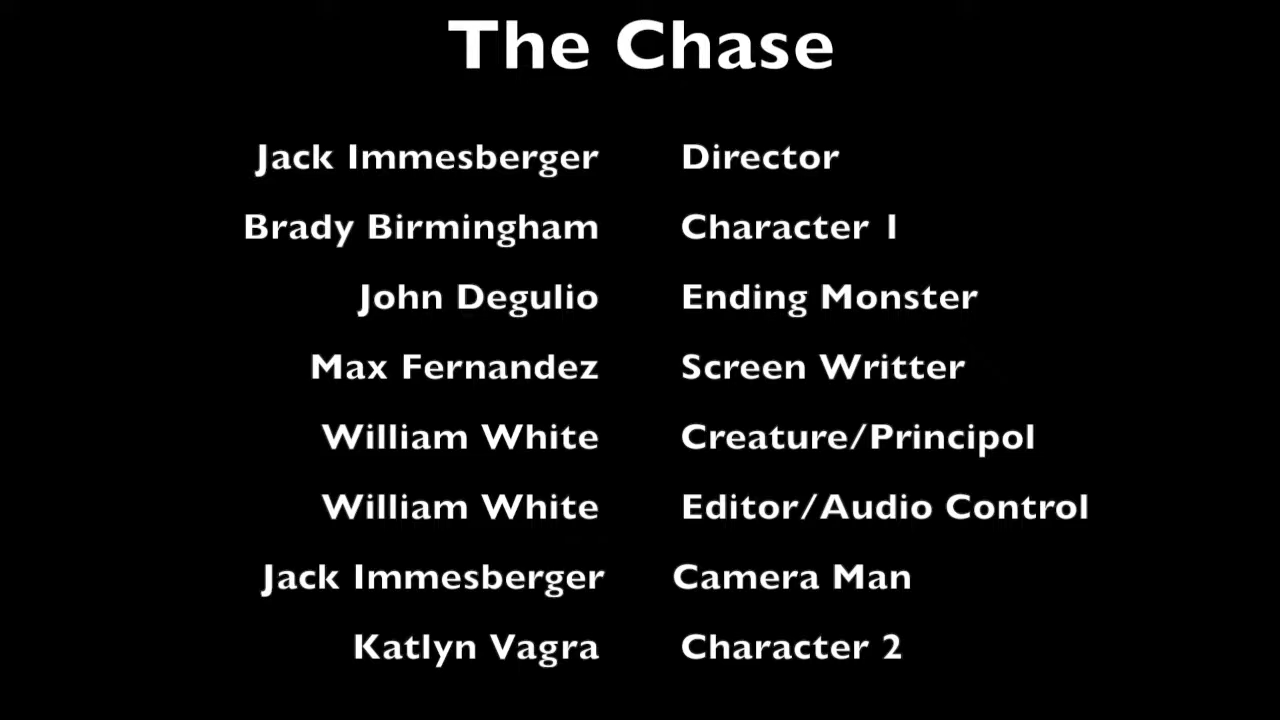 The Chase
Jack Immesberger Director
Brady Birmingham Character 1
John Degulio Ending Monster
Max Fernandez Screen Writter
William White Creature/Principol
William White Editor/Audio Control
Jack Immesberger Camera Man
Katlyn Vagra Character 2